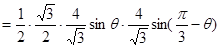 = 1/2 · √3/2 · 4/√3 sin θ · 4/√3 sin(π/3 − θ)